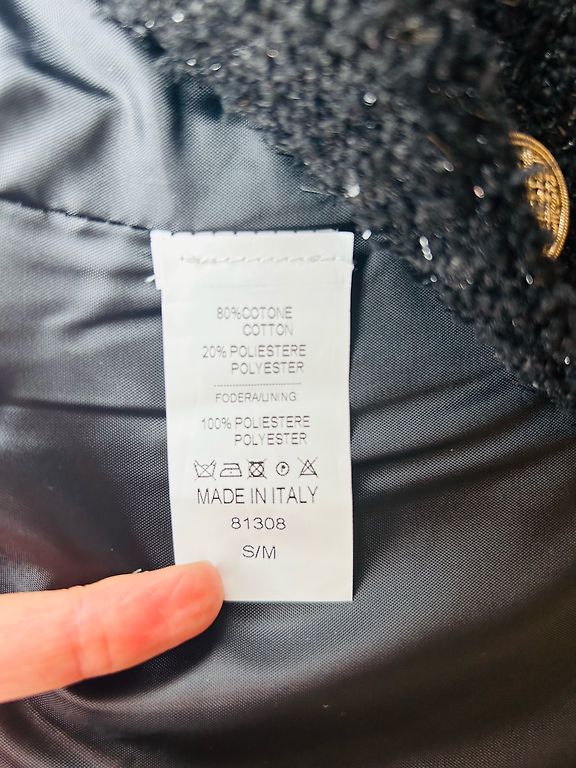 80%COTONE
COTTON
20% POLIESTERE
POLYESTER
FODERA/LINING:
100% POLIESTERE
POLYESTER
MADE IN ITALY
81308
S/M